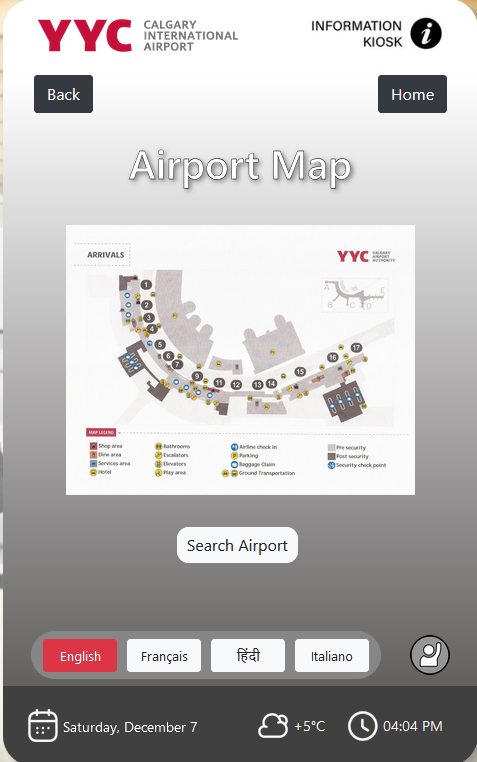 YYC CALGARY
INTERNATIONAL
AIRPORT
INFORMATION
KIOSK i
Back
Home
Airport Map
ARRIVALS
YYC CALGARY
AIRPORT
AUTHORITY
A
E
B
C
D
1
2
3
4
5
6
7
9
11
12
13
14
15
16
17
MAP LEGEND
Shop area
Dine area
Services area
Hotel
Bathrooms
Escalators
Elevators
Play area
Airline check in
P Parking
Baggage Claim
Ground Transportation
Pre security
Post security
Security check point
Search Airport
English
Français
हिंदी
Italiano
Saturday, December 7
+5°C
04:04 PM